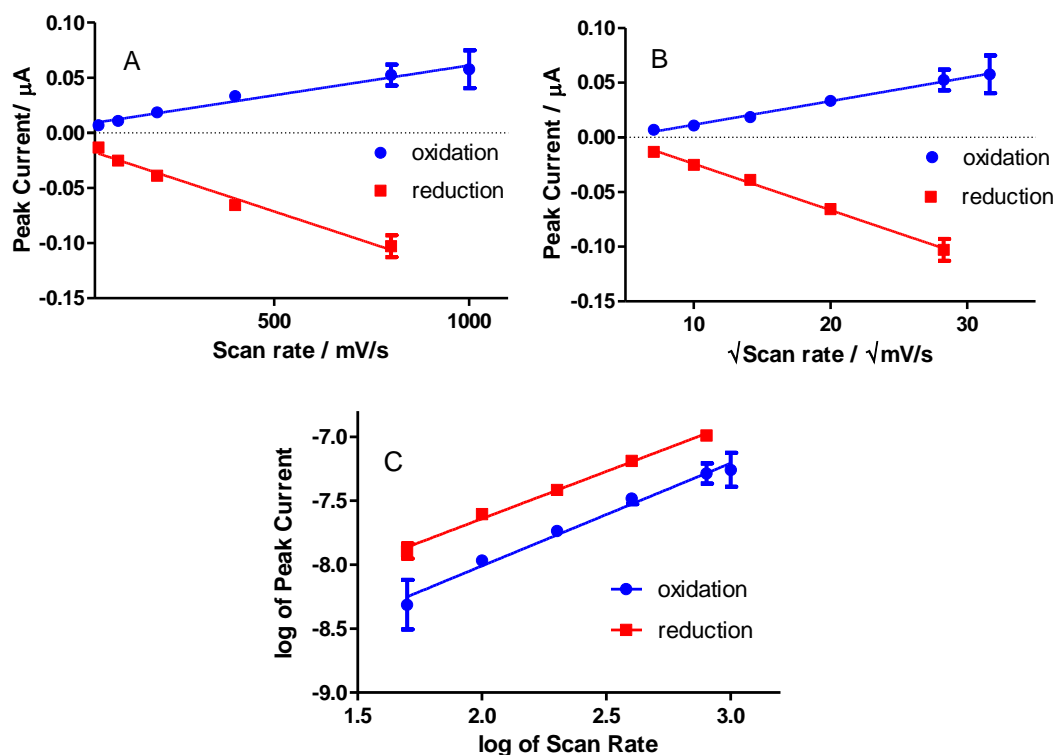 A
Peak Current/ μA
0.10
0.05
0.00
-0.05
-0.10
-0.15
oxidation
reduction
500
1000
Scan rate / mV/s
B
Peak Current / μA
0.10
0.05
0.00
-0.05
-0.10
-0.15
oxidation
reduction
10
20
30
√Scan rate / √mV/s
C
log of Peak Current
-7.0
-7.5
-8.0
-8.5
-9.0
oxidation
reduction
1.5
2.0
2.5
3.0
log of Scan Rate